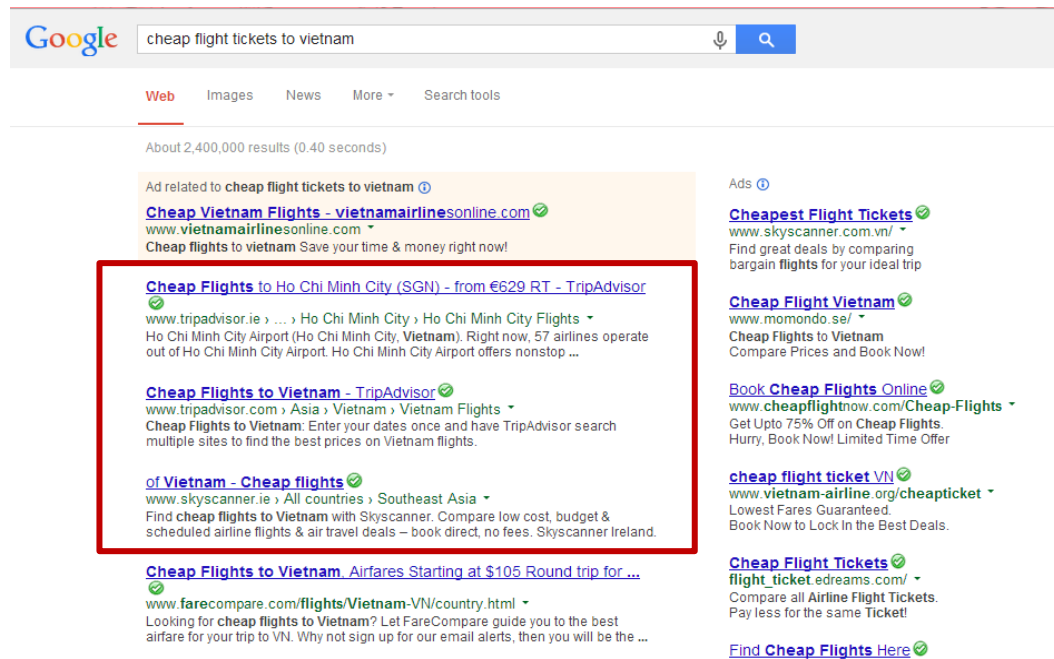 Google
cheap flight tickets to vietnam
Web Images News More Search tools
About 2,400,000 results (0.40 seconds)
Ad related to cheap flight tickets to vietnam
Cheap Vietnam Flights - vietnamairlinesonline.com
www.vietnamairlinesonline.com
Cheap flights to vietnam Save your time & money right now!
Cheap Flights to Ho Chi Minh City (SGN) - from €629 RT - TripAdvisor
www.tripadvisor.ie › ... › Ho Chi Minh City › Ho Chi Minh City Flights
Ho Chi Minh City Airport (Ho Chi Minh City, Vietnam). Right now, 57 airlines operate
out of Ho Chi Minh City Airport. Ho Chi Minh City Airport offers nonstop ...
Cheap Flights to Vietnam - TripAdvisor
www.tripadvisor.com › Asia › Vietnam › Vietnam Flights
Cheap Flights to Vietnam: Enter your dates once and have TripAdvisor search
multiple sites to find the best prices on Vietnam flights.
of Vietnam - Cheap flights
www.skyscanner.ie › All countries › Southeast Asia
Find cheap flights to Vietnam with Skyscanner. Compare low cost, budget &
scheduled airline flights & air travel deals – book direct, no fees. Skyscanner Ireland.
Cheap Flights to Vietnam, Airfares Starting at $105 Round trip for ...
www.farecompare.com/flights/Vietnam-VN/country.html
Looking for cheap flights to Vietnam? Let FareCompare guide you to the best
airfare for your trip to VN. Why not sign up for our email alerts, then you will be the ...
Ads
Cheapest Flight Tickets
www.skyscanner.com.vn/
Find great deals by comparing
bargain flights for your ideal trip
Cheap Flight Vietnam
www.momondo.se/
Cheap Flights to Vietnam
Compare Prices and Book Now!
Book Cheap Flights Online
www.cheapflightnow.com/Cheap-Flights
Get Upto 75% Off on Cheap Flights.
Hurry, Book Now! Limited Time Offer
cheap flight ticket VN
www.vietnam-airline.org/cheapticket
Lowest Fares Guaranteed.
Book Now to Lock In the Best Deals.
Cheap Flight Tickets
flight_ticket.edreams.com/
Compare all Airline Flight Tickets.
Pay less for the same Ticket!
Find Cheap Flights Here